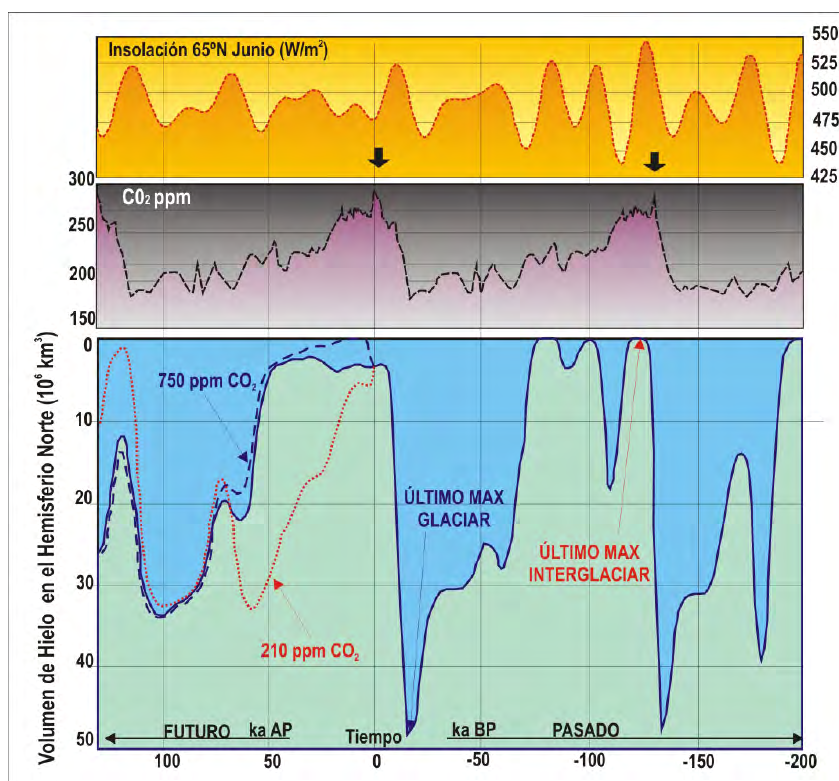 Insolación 65ºN Junio (W/m²)
550
525
500
475
450
425
C0₂ ppm
300
250
200
150
Volumen de Hielo en el Hemisferio Norte (10⁶ km³)
0
10
20
30
40
50
750 ppm CO₂
ÚLTIMO MAX
GLACIAR
ÚLTIMO MAX
INTERGLACIAR
210 ppm CO₂
FUTURO ka AP Tiempo ka BP PASADO
100 50 0 -50 -100 -150 -200